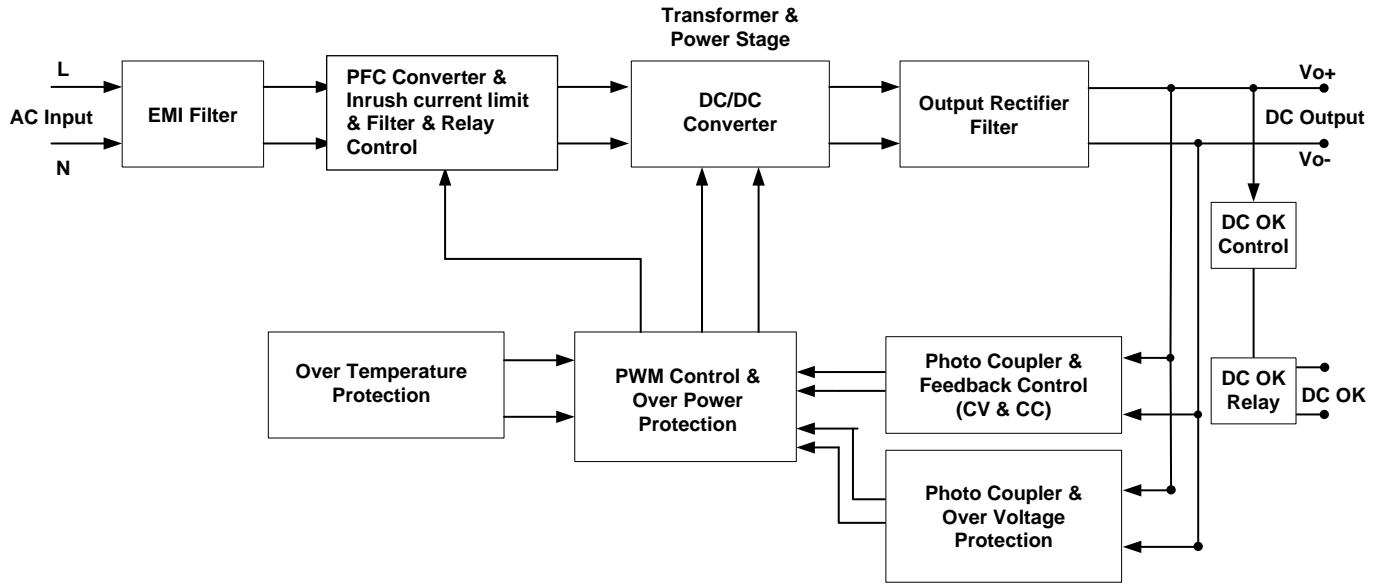 Transformer &
Power Stage
L
AC Input
N
EMI Filter
PFC Converter &
Inrush current limit
& Filter & Relay
Control
DC/DC
Converter
Output Rectifier
Filter
Vo+
DC Output
Vo-
DC OK
Control
Over Temperature
Protection
PWM Control &
Over Power
Protection
Photo Coupler &
Feedback Control
(CV & CC)
DC OK
Relay
DC OK
Photo Coupler &
Over Voltage
Protection